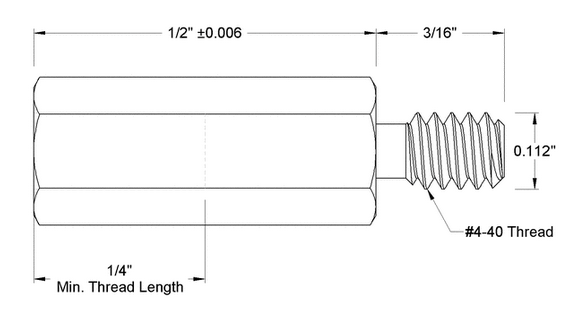 1/2" ±0.006
3/16"
0.112"
#4-40 Thread
1/4"
Min. Thread Length